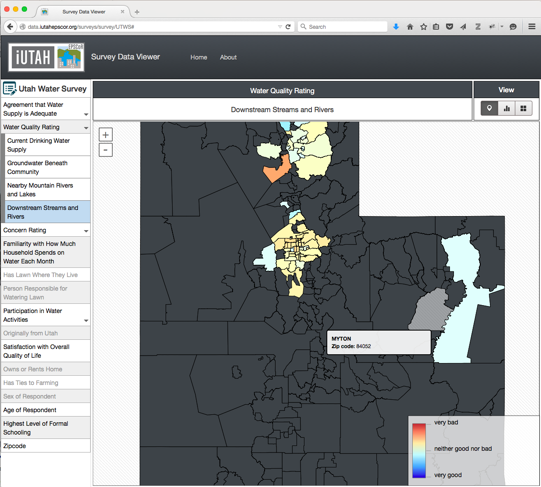 Survey Data Viewer
data.iutahepscor.org/surveys/survey/UTWS#
Search
iUTAH
EPSCoR
Survey Data Viewer
Home
About
Utah Water Survey
Agreement that Water
Supply is Adequate
Water Quality Rating
Current Drinking Water
Supply
Groundwater Beneath
Community
Nearby Mountain Rivers
and Lakes
Downstream Streams and
Rivers
Concern Rating
Familiarity with How Much
Household Spends on
Water Each Month
Has Lawn Where They Live
Person Responsible for
Watering Lawn
Participation in Water
Activities
Originally from Utah
Satisfaction with Overall
Quality of Life
Owns or Rents Home
Has Ties to Farming
Sex of Respondent
Age of Respondent
Highest Level of Formal
Schooling
Zipcode
Water Quality Rating
Downstream Streams and Rivers
View
+
-
MYTON
Zip code: 84052
very bad
neither good nor bad
very good